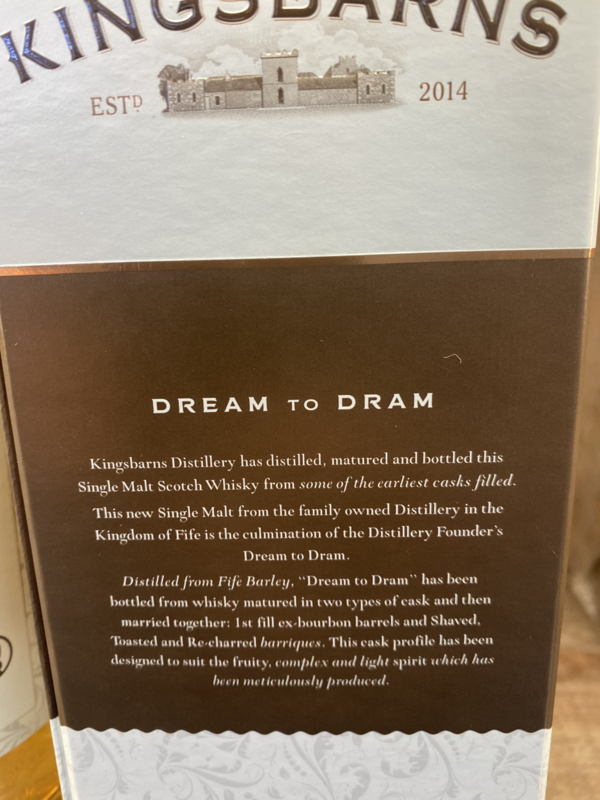 KINGSBARNS
ESTD 2014
DREAM TO DRAM
Kingsbarns Distillery has distilled, matured and bottled this
Single Malt Scotch Whisky from some of the earliest casks filled.
This new Single Malt from the family owned Distillery in the
Kingdom of Fife is the culmination of the Distillery Founder's
Dream to Dram.
Distilled from Fife Barley, “Dream to Dram” has been
bottled from whisky matured in two types of cask and then
married together: 1st fill ex-bourbon barrels and Shaved,
Toasted and Re-charred barriques. This cask profile has been
designed to suit the fruity, complex and light spirit which has
been meticulously produced.